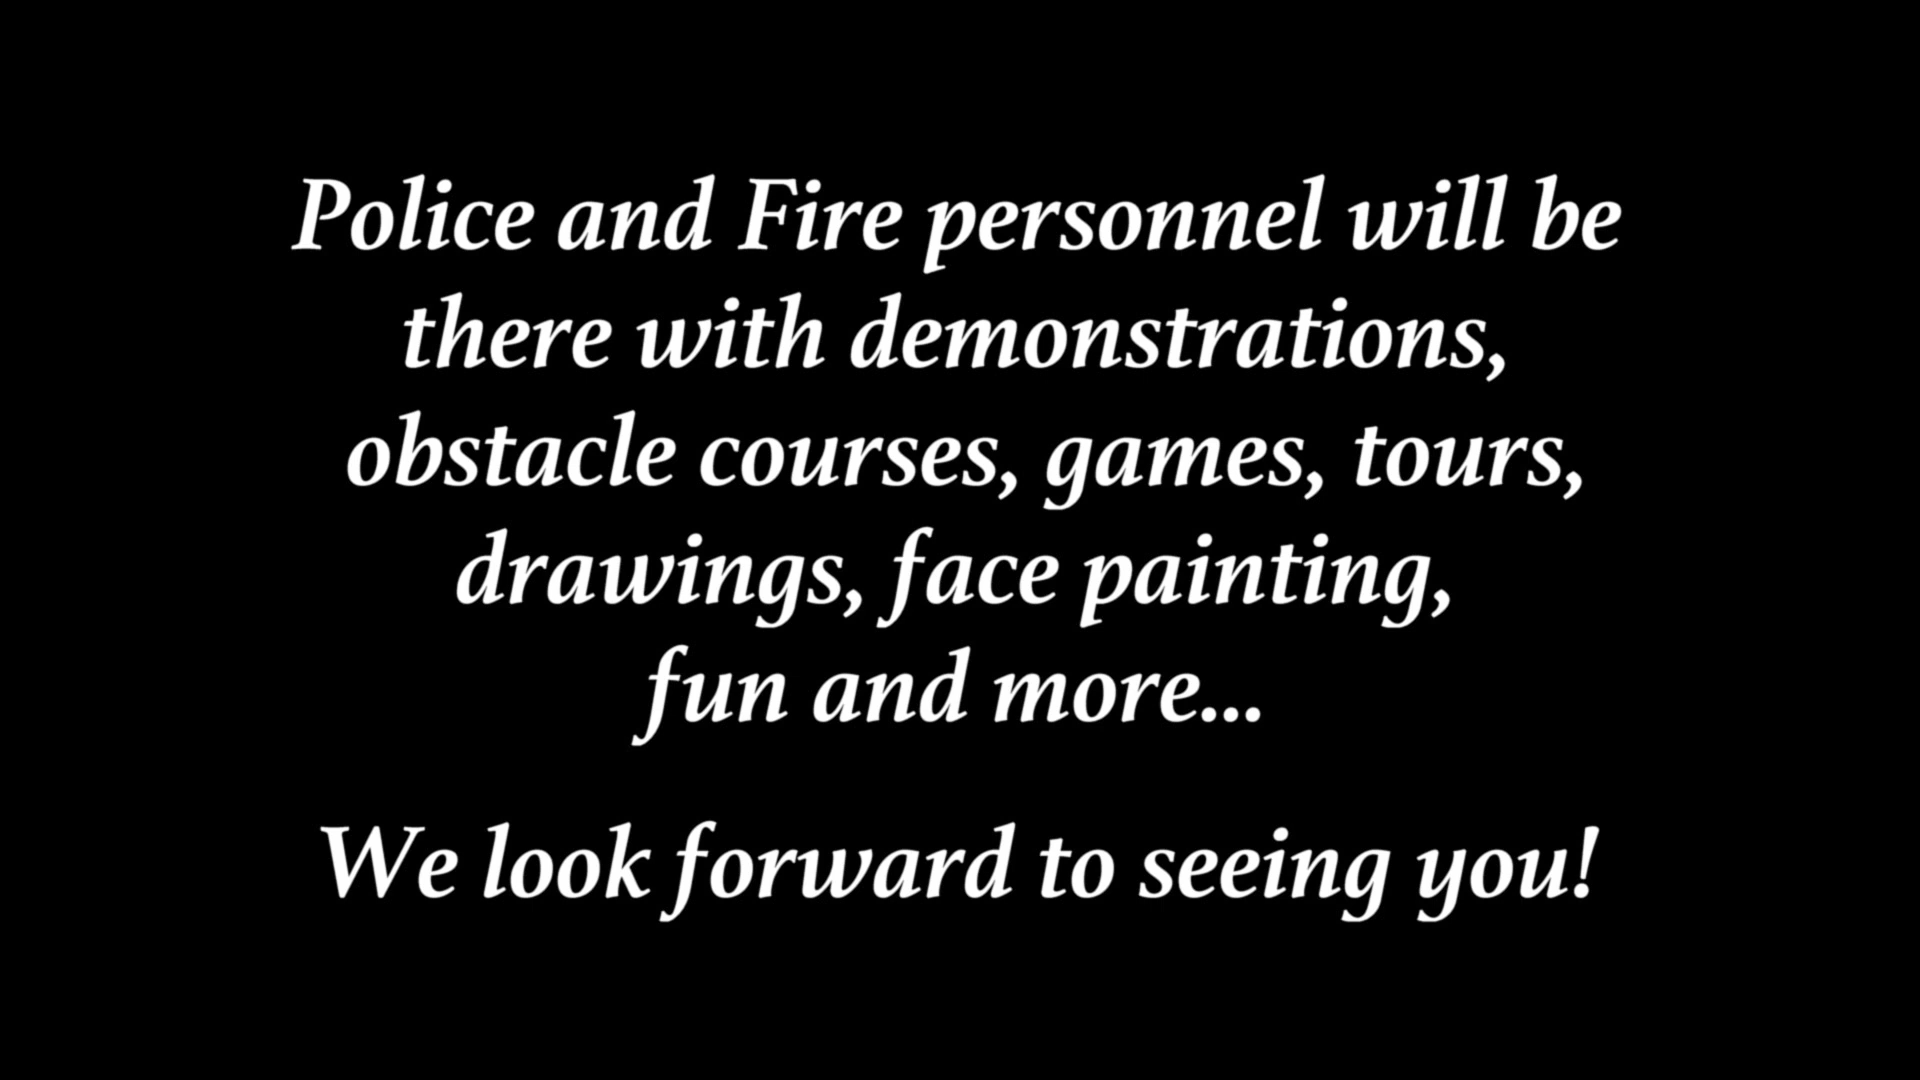 Police and Fire personnel will be
there with demonstrations,
obstacle courses, games, tours,
drawings, face painting,
fun and more...
We look forward to seeing you!